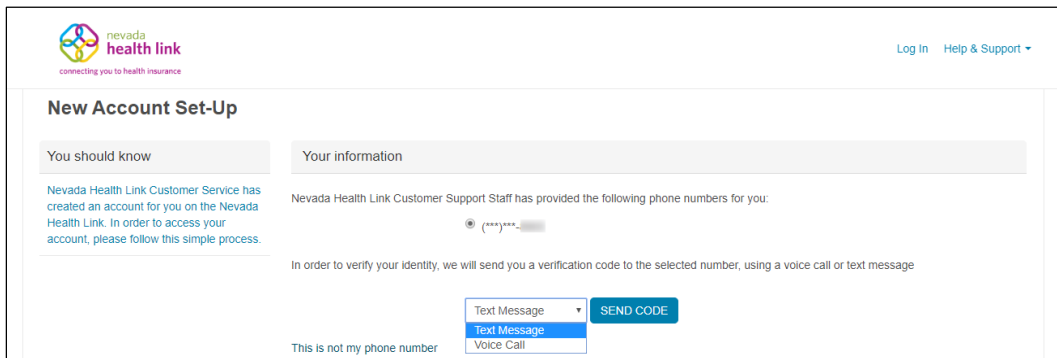 nevada
health link
connecting you to health insurance
Log In Help & Support
New Account Set-Up
You should know
Your information
Nevada Health Link Customer Service has
created an account for you on the Nevada
Health Link. In order to access your
account, please follow this simple process.
Nevada Health Link Customer Support Staff has provided the following phone numbers for you:
(***)***-
In order to verify your identity, we will send you a verification code to the selected number, using a voice call or text message
Text Message SEND CODE
Text Message
Voice Call
This is not my phone number